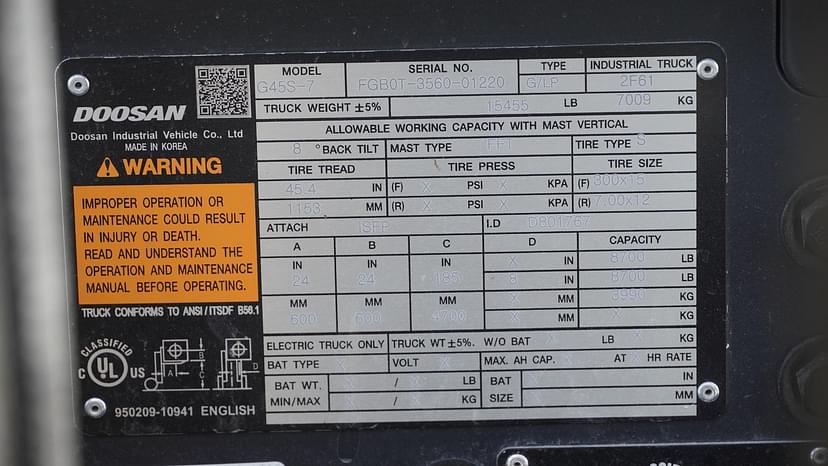 MODEL SERIAL NO. TYPE INDUSTRIAL TRUCK
G45S-7 FGB0T-3560-01220 G/LP 2F61
DOOSAN
TRUCK WEIGHT ±5% 15455 LB 7009 KG
Doosan Industrial Vehicle Co., Ltd
MADE IN KOREA
ALLOWABLE WORKING CAPACITY WITH MAST VERTICAL
8 °BACK TILT MAST TYPE FFT TIRE TYPE S
WARNING
TIRE TREAD TIRE PRESS TIRE SIZE
45.4 IN (F) X PSI X KPA (F) 300x15
1153 MM (R) X PSI X KPA (R) 7.00x12
IMPROPER OPERATION OR
MAINTENANCE COULD RESULT
IN INJURY OR DEATH.
READ AND UNDERSTAND THE
OPERATION AND MAINTENANCE
MANUAL BEFORE OPERATING.
ATTACH I.D D801767
A B C D CAPACITY
IN IN IN X IN 8700 LB
24 24 185 8 IN 8700 LB
MM MM MM X MM 3990 KG
600 600 4700 X MM X KG
TRUCK CONFORMS TO ANSI/ITSDF B56.1
ELECTRIC TRUCK ONLY TRUCK WT ±5%. W/O BAT X LB X KG
BAT TYPE X VOLT X MAX. AH CAP. X AT X HR RATE
BAT WT. X / X LB BAT X IN
MIN/MAX X / X KG SIZE MM
CLASSIFIED
C UL US
A B C D
950209-10941 ENGLISH